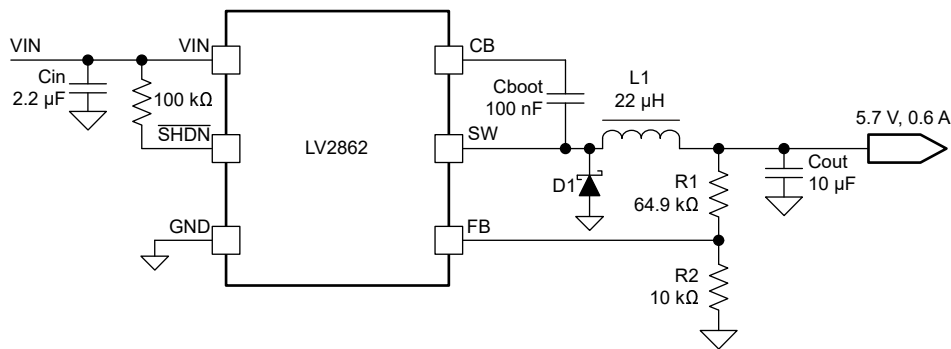 VIN
Cin
2.2 µF
100 kΩ
VIN
SHDN
GND
LV2862
CB
SW
FB
Cboot
100 nF
D1
L1
22 µH
R1
64.9 kΩ
R2
10 kΩ
Cout
10 µF
5.7 V, 0.6 A